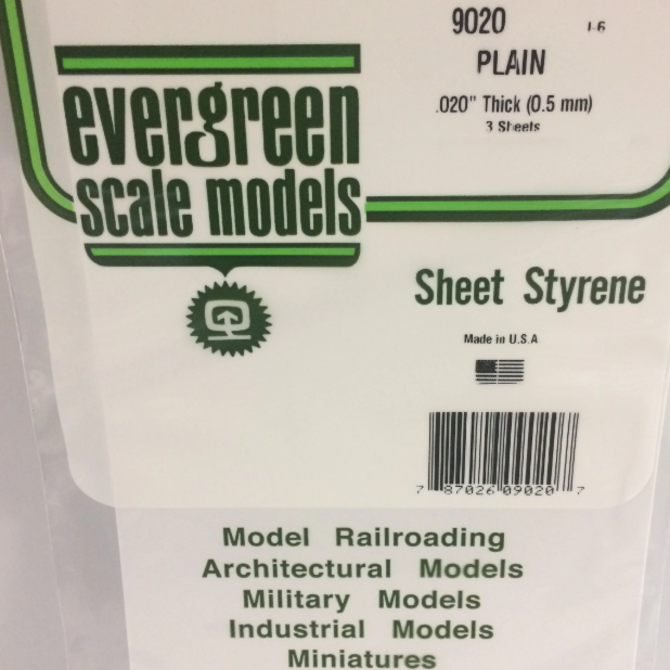 9020
PLAIN
.020" Thick (0.5 mm)
3 Sheets
evergreen
scale models
Sheet Styrene
Made in U.S.A
7 87026 09020 7
Model Railroading
Architectural Models
Military Models
Industrial Models
Miniatures